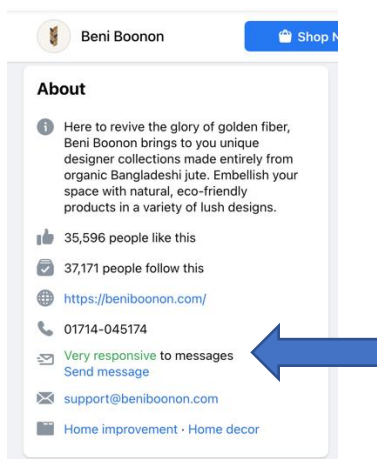 Beni Boonon
Shop N
About
Here to revive the glory of golden fiber,
Beni Boonon brings to you unique
designer collections made entirely from
organic Bangladeshi jute. Embellish your
space with natural, eco-friendly
products in a variety of lush designs.
35,596 people like this
37,171 people follow this
https://beniboonon.com/
01714-045174
Very responsive to messages
Send message
support@beniboonon.com
Home improvement · Home decor